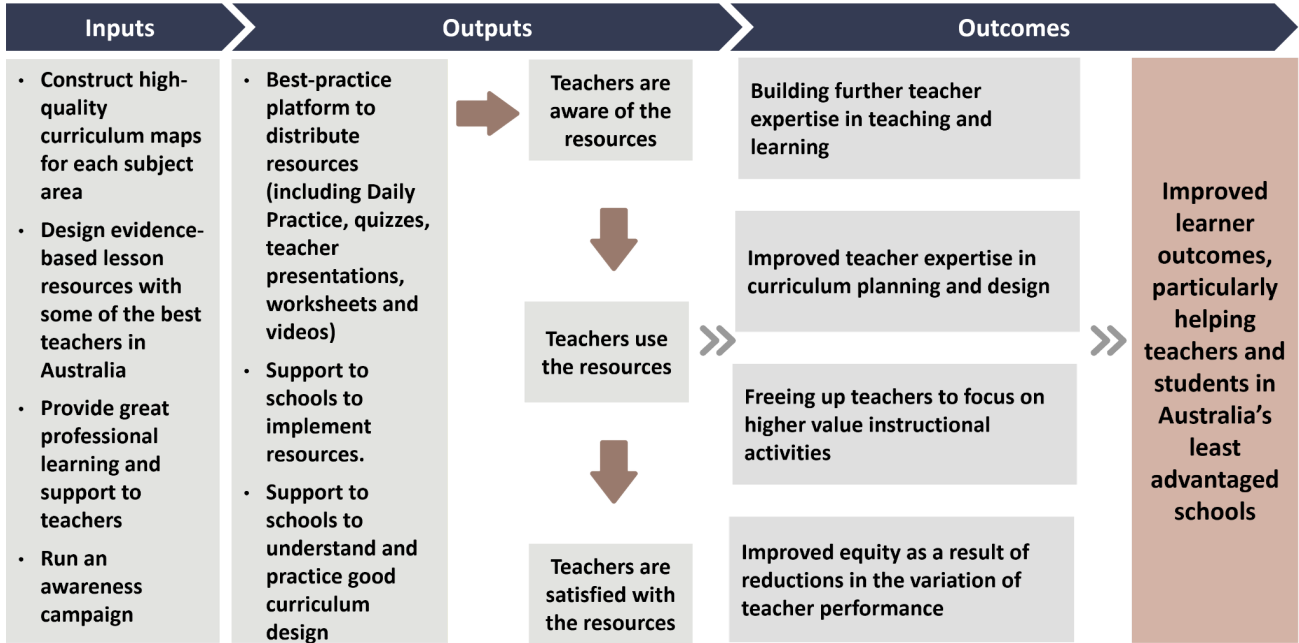 Inputs
Outputs
Outcomes
• Construct high-
quality
curriculum maps
for each subject
area
• Design evidence-
based lesson
resources with
some of the best
teachers in
Australia
• Provide great
professional
learning and
support to
teachers
• Run an
awareness
campaign
• Best-practice
platform to
distribute
resources
(including Daily
Practice, quizzes,
teacher
presentations,
worksheets and
videos)
• Support to
schools to
implement
resources.
• Support to
schools to
understand and
practice good
curriculum
design
Teachers are
aware of the
resources
Teachers use
the resources
Teachers are
satisfied with
the resources
Building further teacher
expertise in teaching and
learning
Improved teacher expertise in
curriculum planning and design
Freeing up teachers to focus on
higher value instructional
activities
Improved equity as a result of
reductions in the variation of
teacher performance
Improved
learner
outcomes,
particularly
helping
teachers and
students in
Australia's
least
advantaged
schools